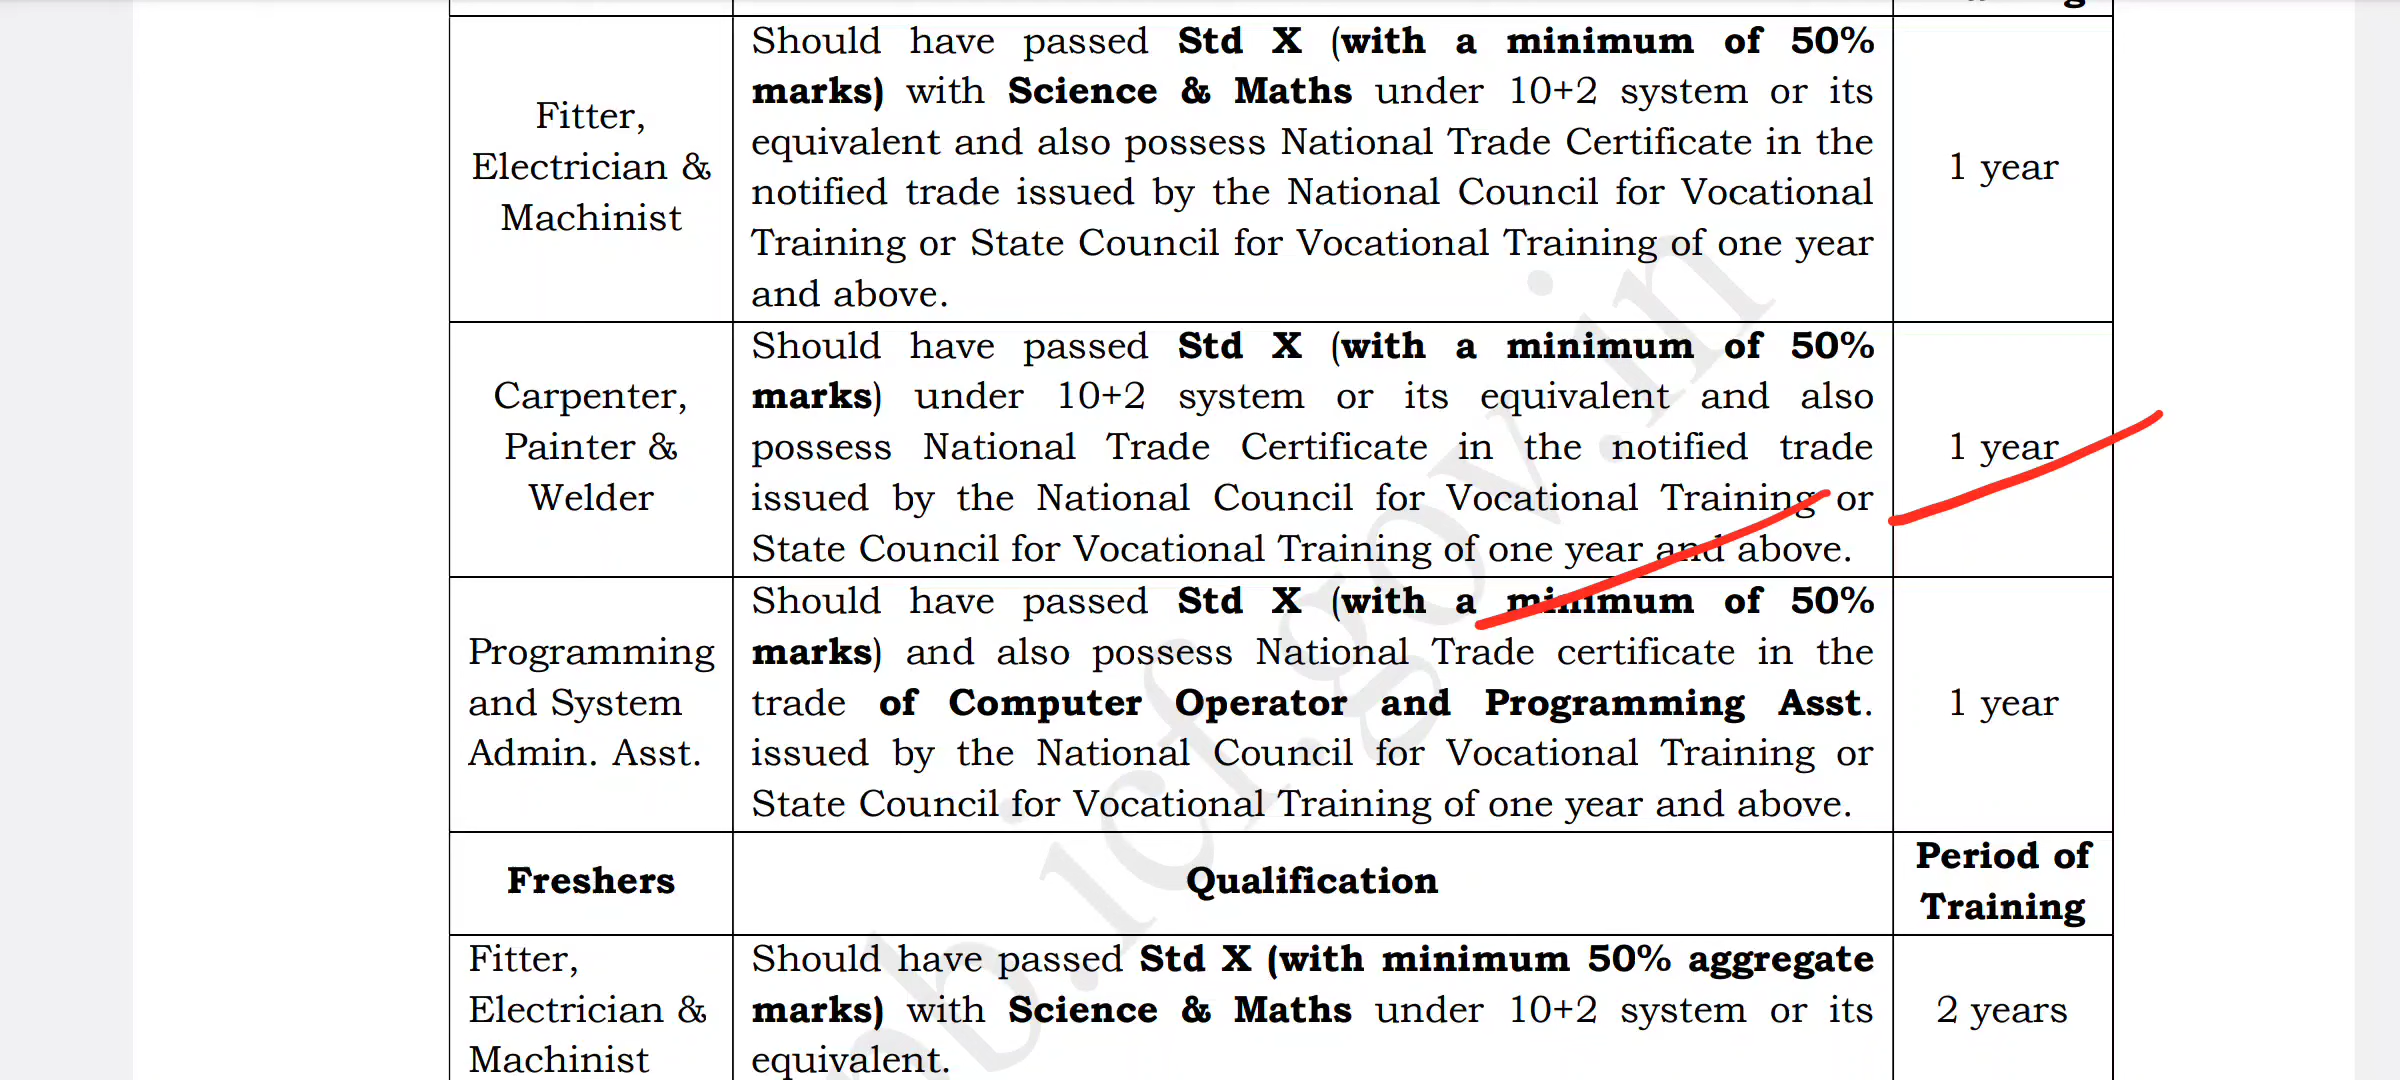 Fitter,
Electrician &
Machinist
Should have passed Std X (with a minimum of 50%
marks) with Science & Maths under 10+2 system or its
equivalent and also possess National Trade Certificate in the
notified trade issued by the National Council for Vocational
Training or State Council for Vocational Training of one year
and above.
1 year
Carpenter,
Painter &
Welder
Should have passed Std X (with a minimum of 50%
marks) under 10+2 system or its equivalent and also
possess National Trade Certificate in the notified trade
issued by the National Council for Vocational Training or
State Council for Vocational Training of one year and above.
1 year
Programming
and System
Admin. Asst.
Should have passed Std X (with a minimum of 50%
marks) and also possess National Trade certificate in the
trade of Computer Operator and Programming Asst.
issued by the National Council for Vocational Training or
State Council for Vocational Training of one year and above.
1 year
Freshers
Qualification
Period of
Training
Fitter,
Electrician &
Machinist
Should have passed Std X (with minimum 50% aggregate
marks) with Science & Maths under 10+2 system or its
equivalent.
2 years
b.icf.gov.in